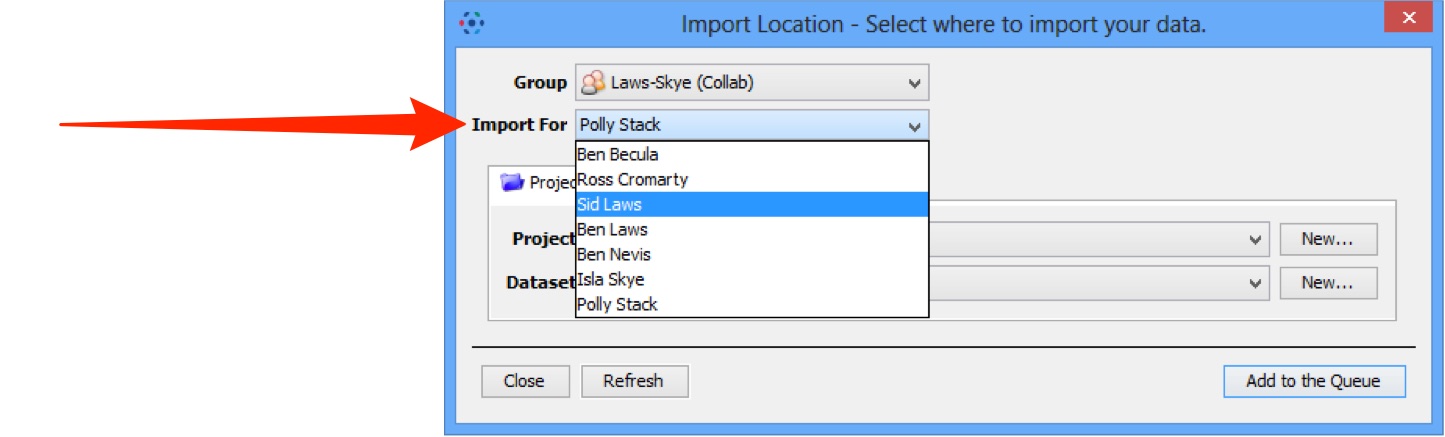 Import Location - Select where to import your data.
Group Laws-Skye (Collab)
Import For Polly Stack
Ben Becula
Ross Cromarty
Sid Laws
Ben Laws
Ben Nevis
Isla Skye
Polly Stack
Projec
Project New...
Dataset New...
Close Refresh Add to the Queue